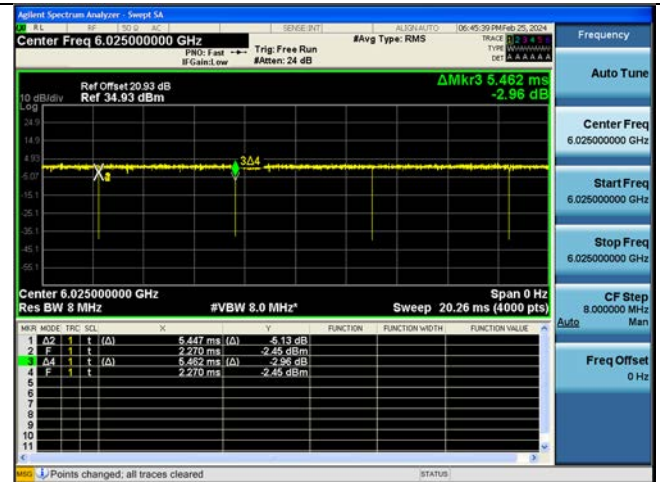 Agilent Spectrum Analyzer - Swept SA
RL RF 50 Ω AC SENSE:INT ALIGN AUTO 06:45:39 PM Feb 25, 2024
Center Freq 6.025000000 GHz
PNO: Fast
IFGain:Low
Trig: Free Run
#Atten: 24 dB
#Avg Type: RMS
TRACE 1 2 3 4 5 6
TYPE
DET A A A A A A
Frequency
Ref Offset 20.93 dB
10 dB/div Ref 34.93 dBm
Log
ΔMkr3 5.462 ms
-2.96 dB
24.9
14.9
4.93
-5.07
-15.1
-25.1
-35.1
-45.1
-55.1
3Δ4
Center 6.025000000 GHz
Span 0 Hz
Res BW 8 MHz
#VBW 8.0 MHz*
Sweep 20.26 ms (4000 pts)
MKR MODE TRC SCL X Y FUNCTION FUNCTION WIDTH FUNCTION VALUE
1 Δ2 1 t (Δ) 5.447 ms (Δ) -5.13 dB
2 F 1 t 2.270 ms -2.45 dBm
3 Δ4 1 t (Δ) 5.462 ms (Δ) -2.96 dB
4 F 1 t 2.270 ms -2.45 dBm
5
6
7
8
9
10
11
Auto Tune
Center Freq
6.025000000 GHz
Start Freq
6.025000000 GHz
Stop Freq
6.025000000 GHz
CF Step
8.000000 MHz
Auto Man
Freq Offset
0 Hz
MSG Points changed; all traces cleared
STATUS